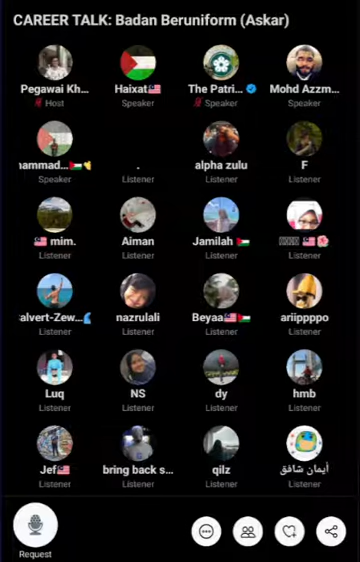 CAREER TALK: Badan Beruniform (Askar)
Pegawai Kh... Haixat🇲🇾 The Patri... Mohd Azzm...
Host Speaker Speaker Speaker
ammad...🇵🇸 . alpha zulu F
Speaker Listener Listener Listener
🇲🇾 mim. Aiman Jamilah 🇵🇸
Listener Listener Listener Listener
alvert-Zew...🌊 nazrulali Beyaa🇲🇾🇵🇸 ariippppo
Listener Listener Listener Listener
Luq NS dy hmb
Listener Listener Listener Listener
Jef🇲🇾 bring back s... qilz أيمان شافق
Listener Listener Listener Listener
Request